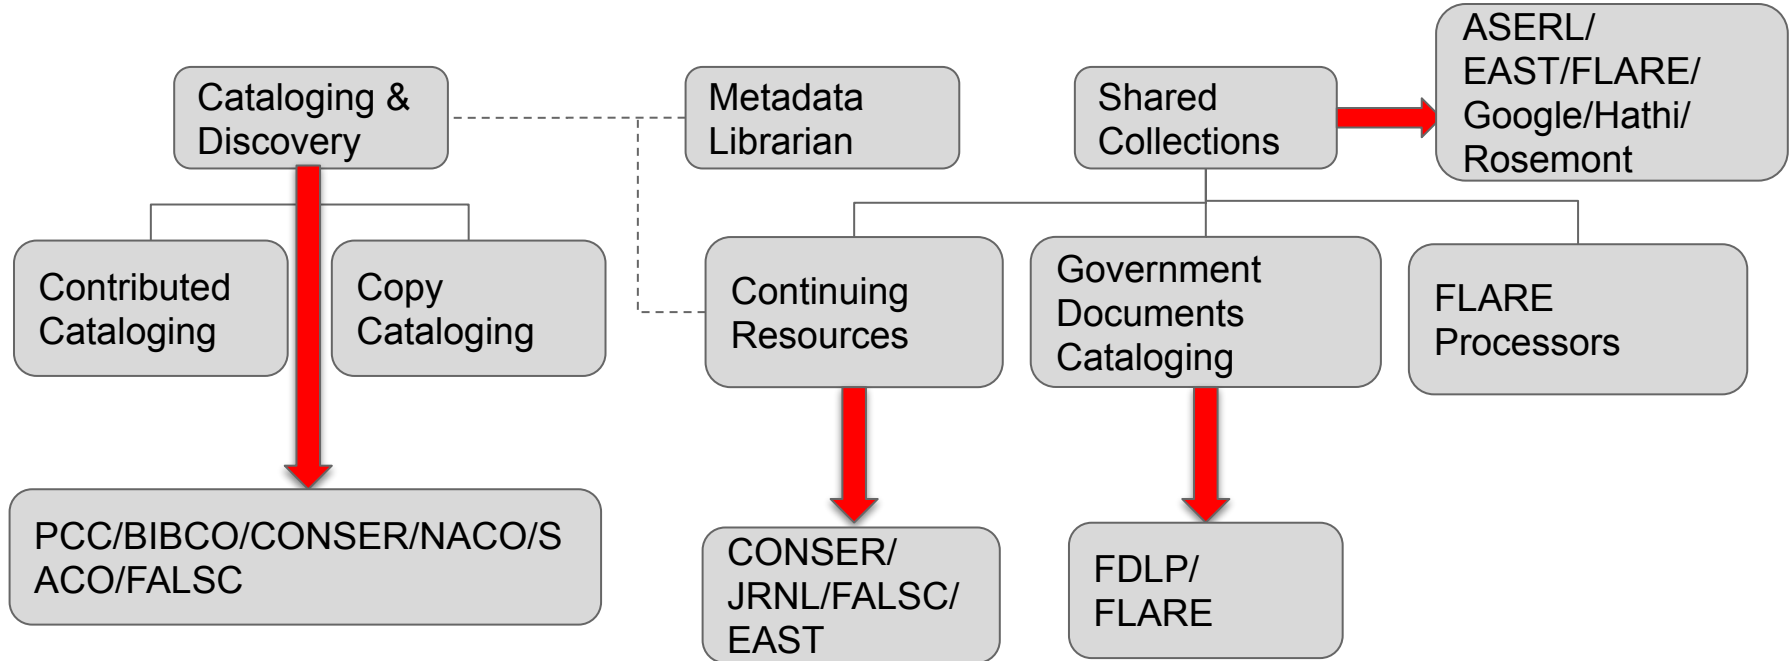 Cataloging &
Discovery
Metadata
Librarian
Shared
Collections
ASERL/
EAST/FLARE/
Google/Hathi/
Rosemont
Contributed
Cataloging
Copy
Cataloging
Continuing
Resources
Government
Documents
Cataloging
FLARE
Processors
PCC/BIBCO/CONSER/NACO/S
ACO/FALSC
CONSER/
JRNL/FALSC/
EAST
FDLP/
FLARE